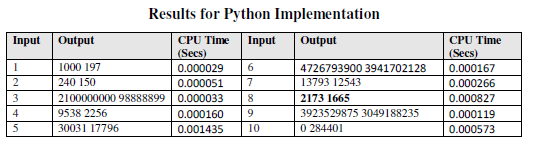 Results for Python Implementation
Input Output CPU Time (Secs) Input Output CPU Time (Secs)
1 1000 197 0.000029 6 4726793900 3941702128 0.000167
2 240 150 0.000051 7 13793 12543 0.000266
3 2100000000 98888899 0.000033 8 2173 1665 0.000827
4 9538 2256 0.000160 9 3923529875 3049188235 0.000119
5 30031 17796 0.001435 10 0 284401 0.000573